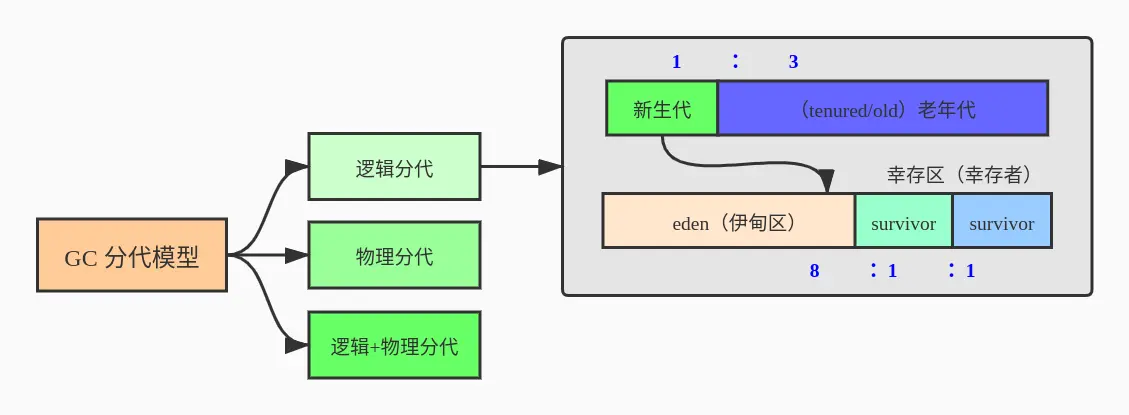 GC 分代模型
逻辑分代
物理分代
逻辑+物理分代
1 : 3
新生代
（tenured/old）老年代
幸存区（幸存者）
eden（伊甸区）
survivor
survivor
8 : 1 : 1